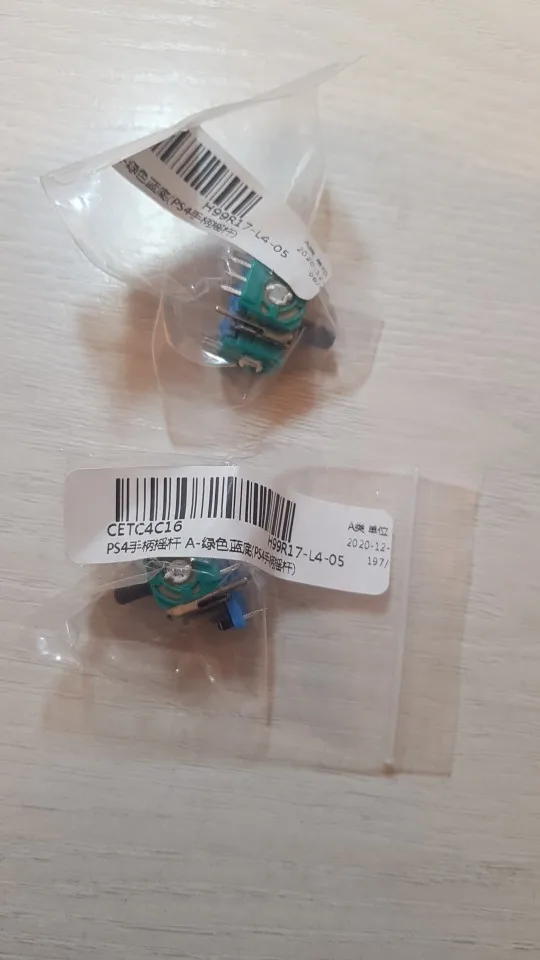 H99R17-L4-05
-绿色蓝底(PS4手柄摇杆)
CETC4C16
H99R17-L4-05
PS4手柄摇杆 A-绿色蓝底(PS4手柄摇杆)
A类 单位
2020-12-
197/